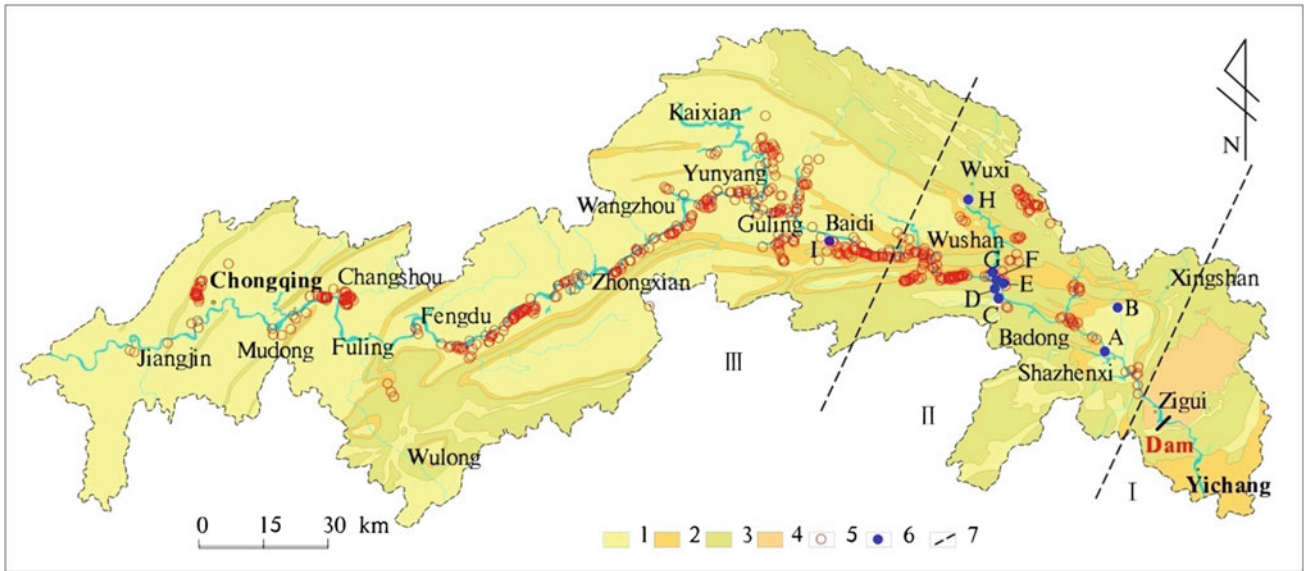 N
Kaixian
Yunyang
Wuxi
H
Wangzhou
Guling
Baidi
I
Wushan
G
F
E
D
C
Xingshan
B
Chongqing
Changshou
Zhongxian
Fengdu
Badong
A
Jiangjin
Mudong
Fuling
Shazhenxi
III
II
Zigui
Dam
Wulong
I
Yichang
0 15 30 km
1 2 3 4 5 6 7